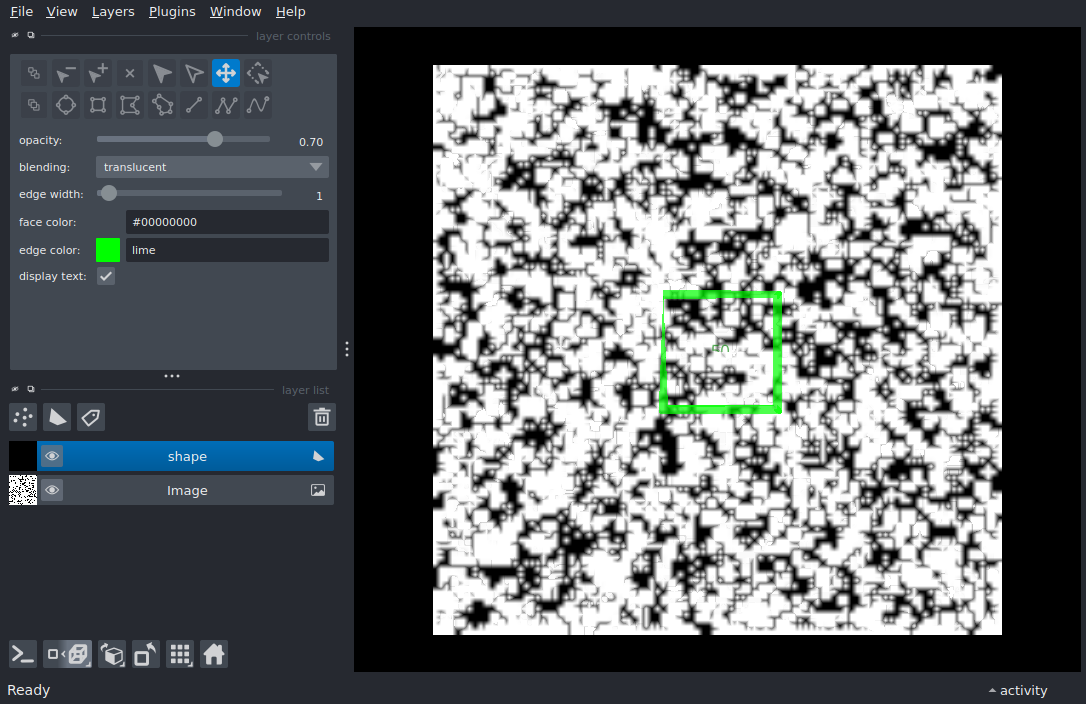 File View Layers Plugins Window Help
layer controls
opacity: 0.70
blending: translucent
edge width: 1
face color: #00000000
edge color: lime
display text:
layer list
shape
Image
Ready
activity